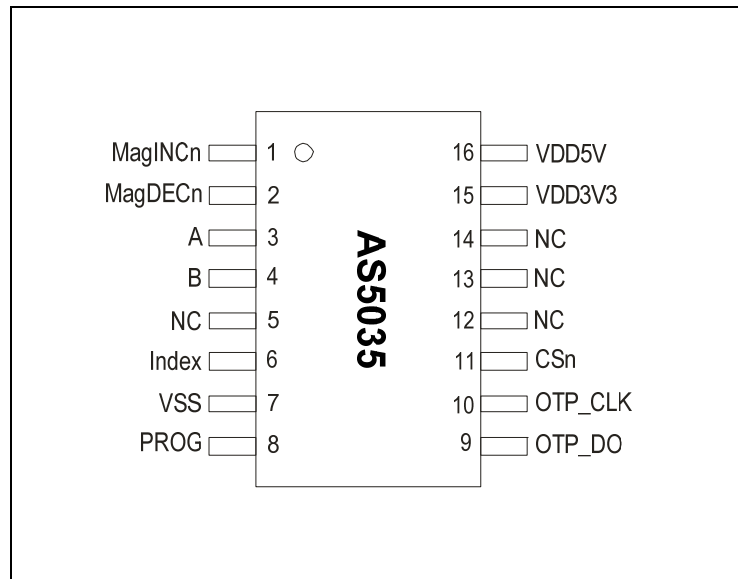 MagINCn 1 16 VDD5V
MagDECn 2 15 VDD3V3
A 3 14 NC
B 4 13 NC
NC 5 12 NC
Index 6 11 CSn
VSS 7 10 OTP_CLK
PROG 8 9 OTP_DO
AS5035